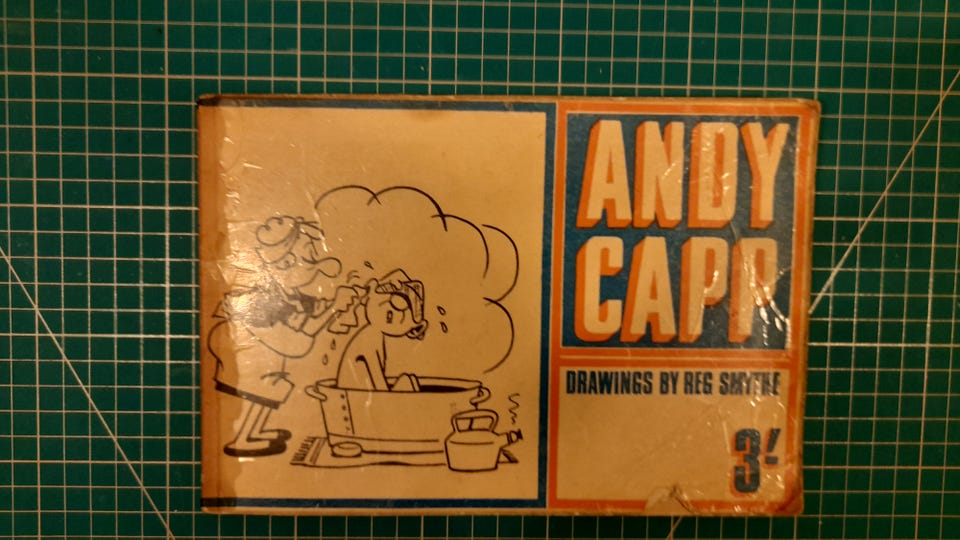 ANDY
CAPP
DRAWINGS BY REG SMYTHE
3/-